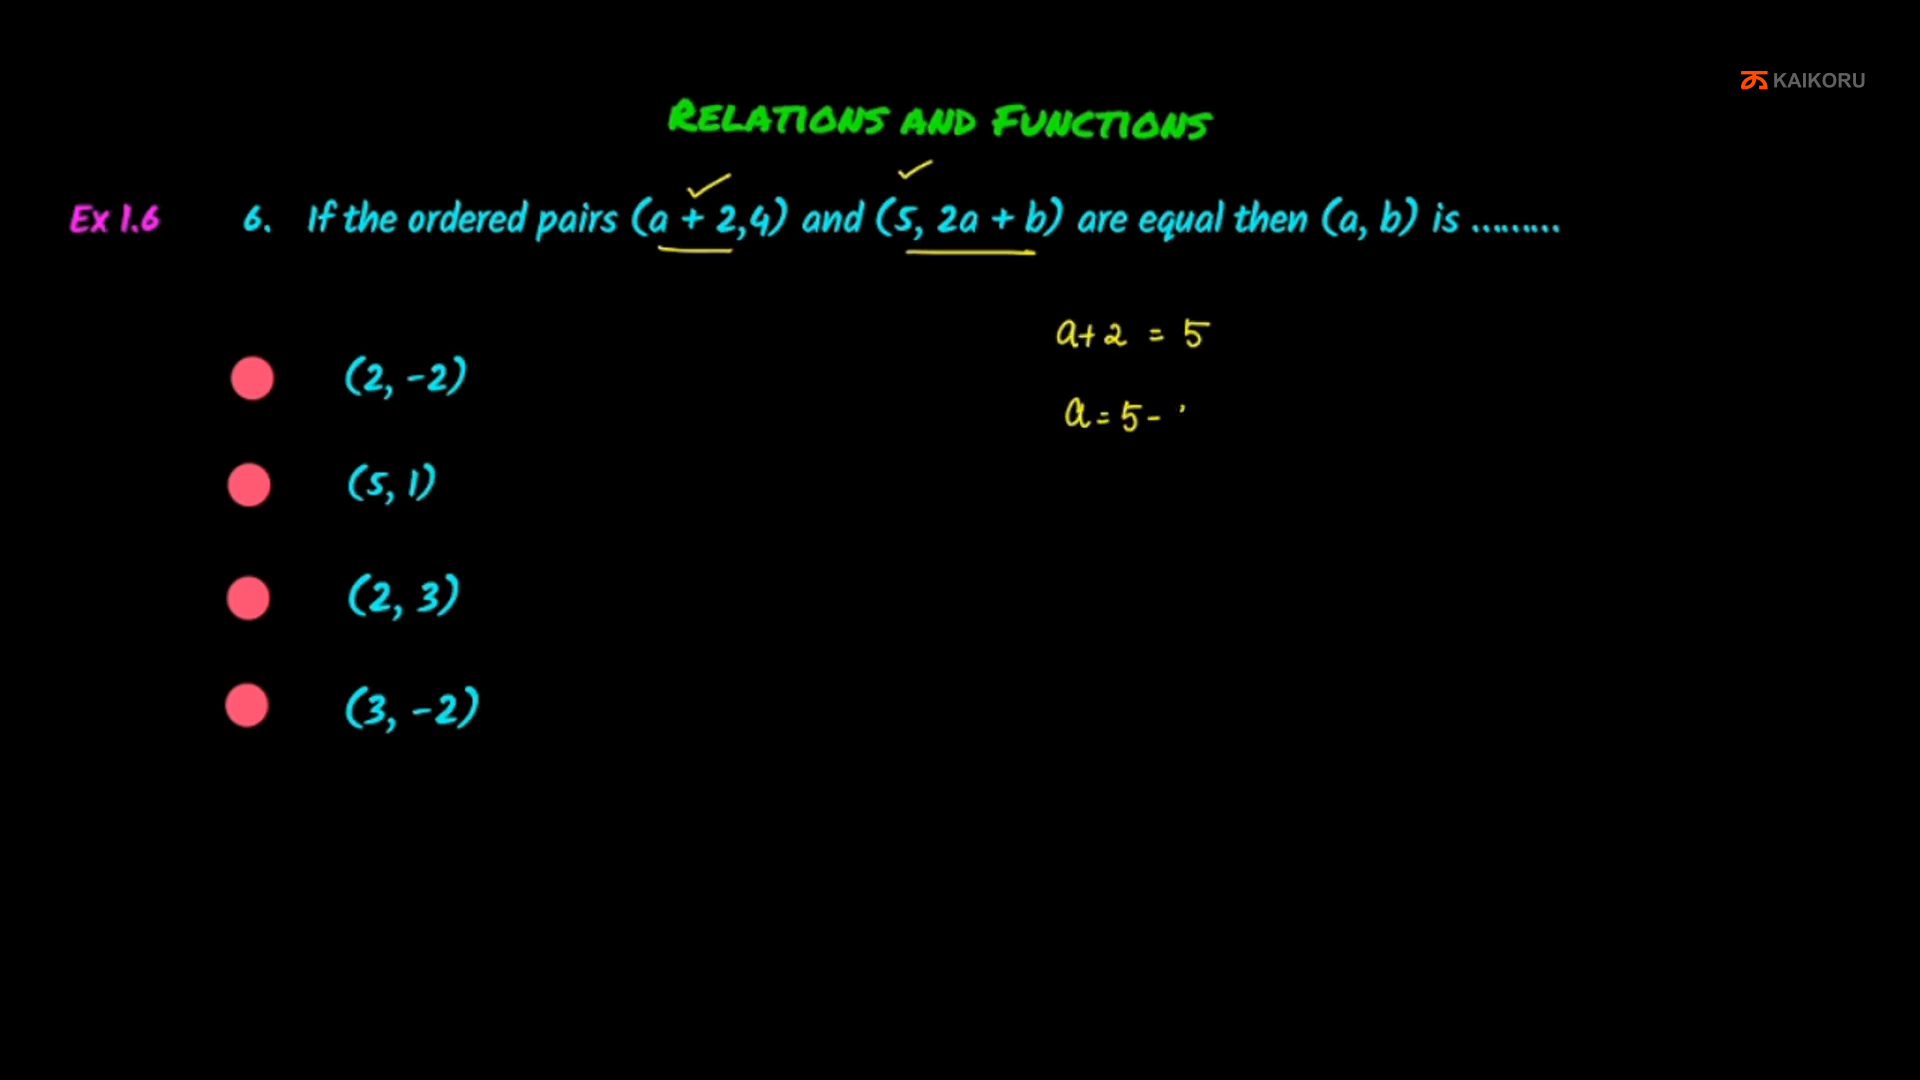 KAIKORU
RELATIONS AND FUNCTIONS
Ex 1.6 6. If the ordered pairs (a + 2,4) and (5, 2a + b) are equal then (a, b) is .........
a+2 = 5
a = 5 -
(2, -2)
(5, 1)
(2, 3)
(3, -2)